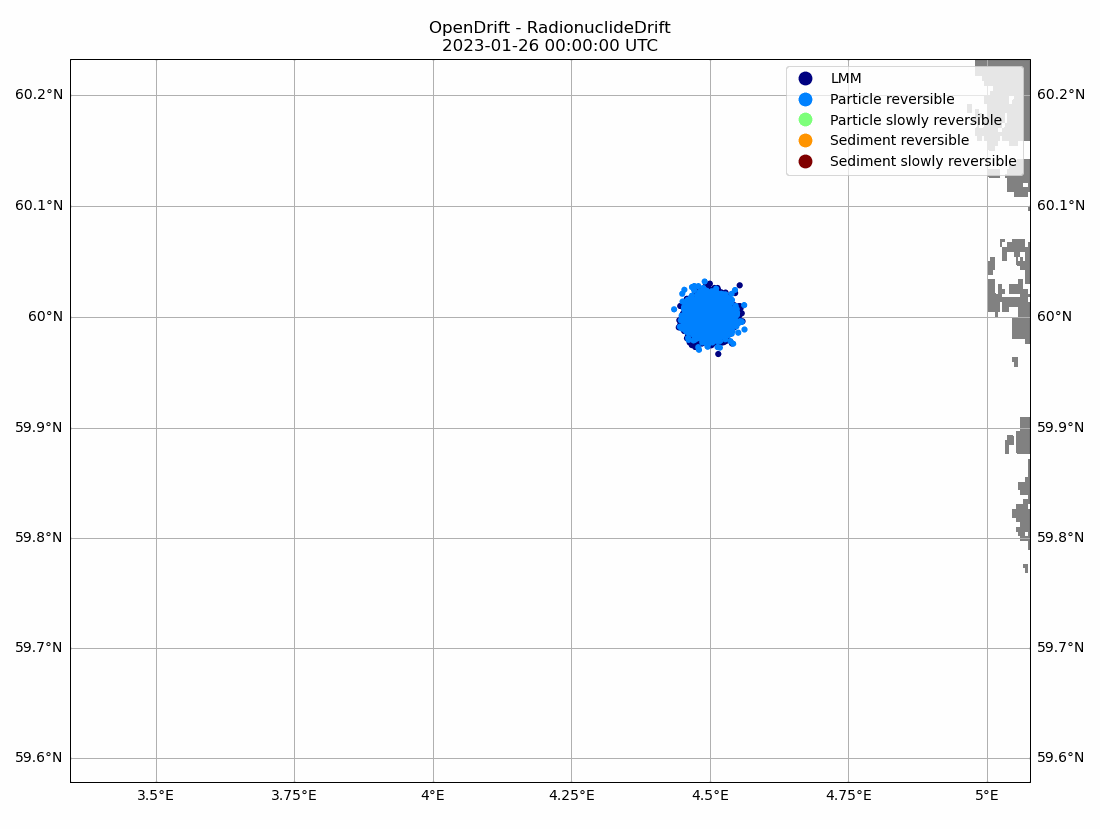 OpenDrift - RadionuclideDrift
2023-01-26 00:00:00 UTC
LMM
Particle reversible
Particle slowly reversible
Sediment reversible
Sediment slowly reversible
60.2°N 60.2°N
60.1°N 60.1°N
60°N 60°N
59.9°N 59.9°N
59.8°N 59.8°N
59.7°N 59.7°N
59.6°N 59.6°N
3.5°E 3.75°E 4°E 4.25°E 4.5°E 4.75°E 5°E